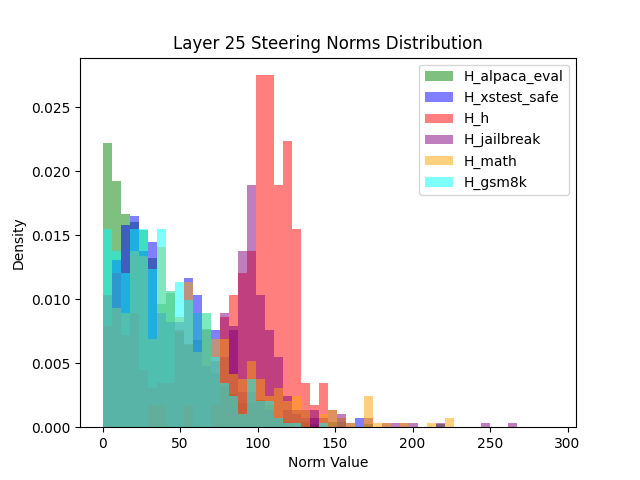 Layer 25 Steering Norms Distribution
H_alpaca_eval
H_xstest_safe
H_h
H_jailbreak
H_math
H_gsm8k
Density
0.025
0.020
0.015
0.010
0.005
0.000
0 50 100 150 200 250 300
Norm Value